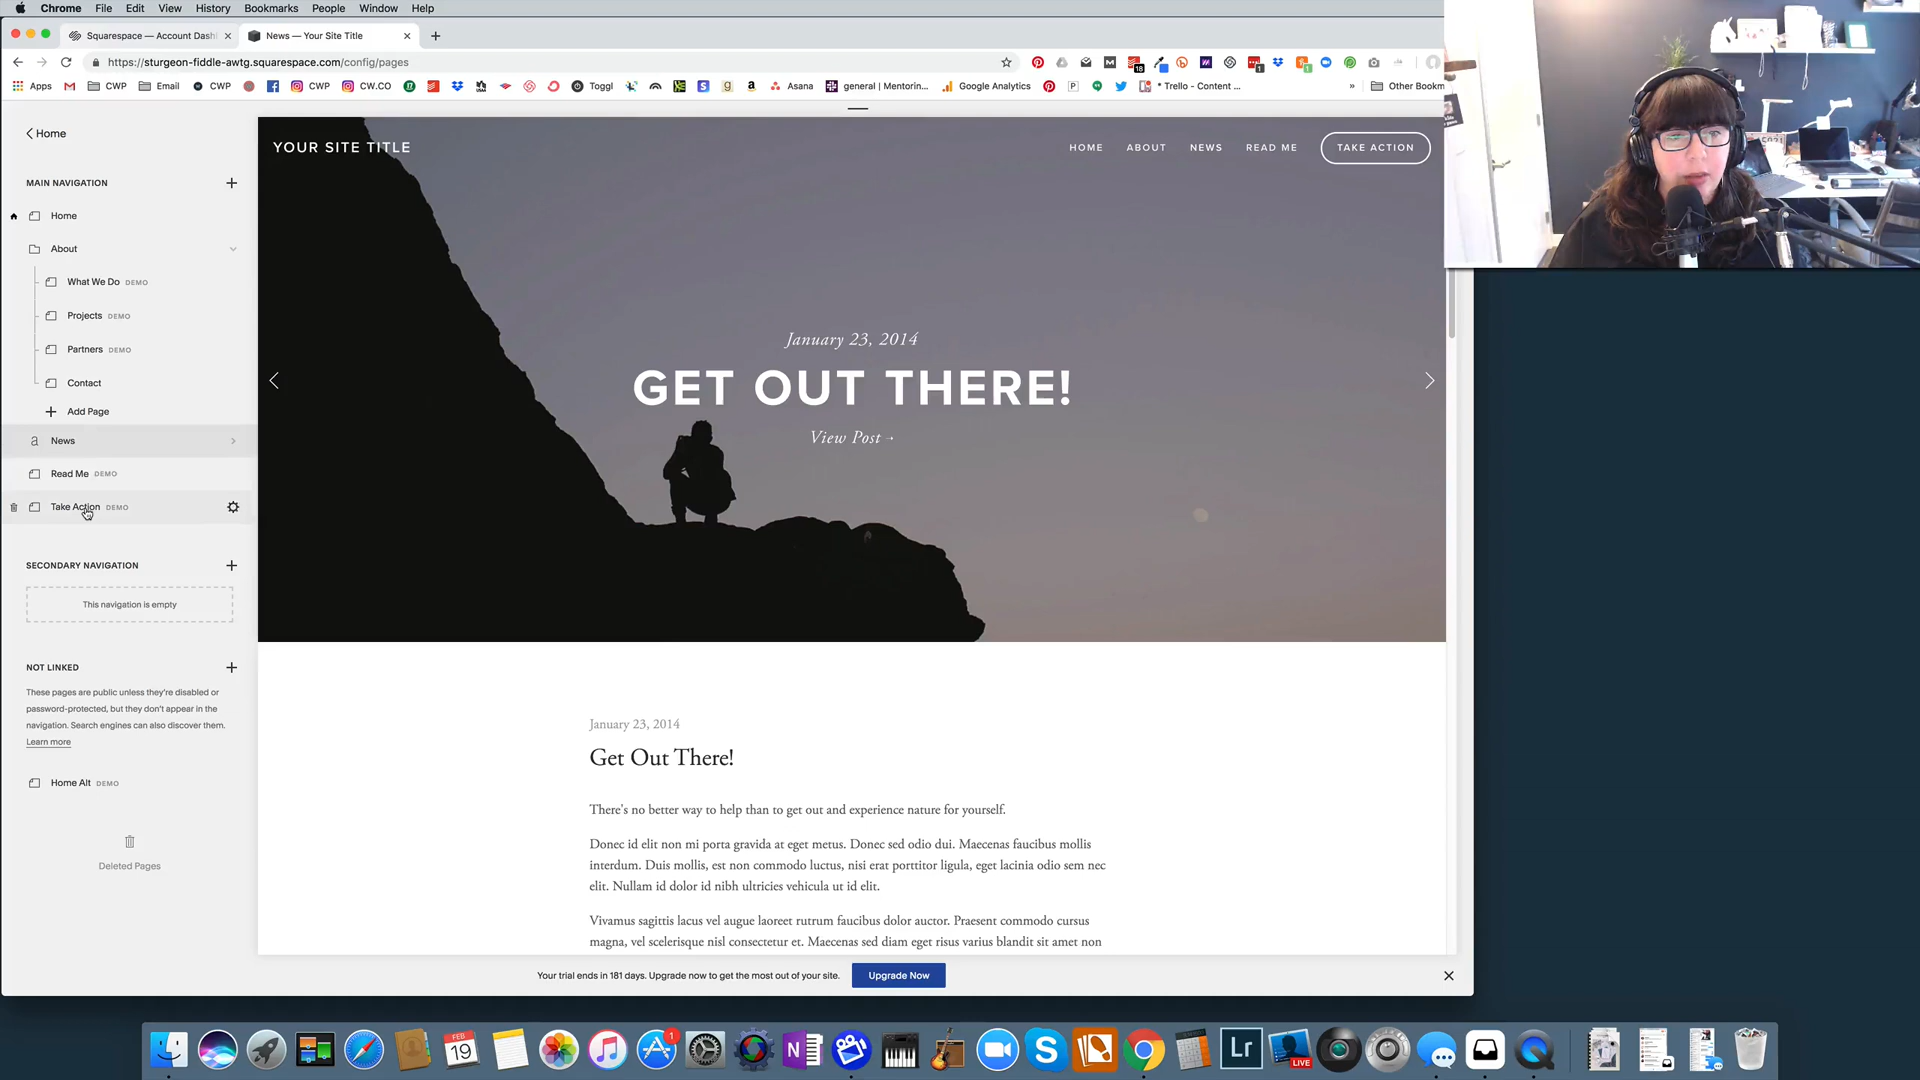 Chrome File Edit View History Bookmarks People Window Help
Squarespace — Account Dash
News — Your Site Title
https://sturgeon-fiddle-awtg.squarespace.com/config/pages
Apps CWP Email CWP CWP CW.CO Toggl Asana general | Mentorin... Google Analytics * Trello - Content ... » Other Bookm
Home
MAIN NAVIGATION
Home
About
What We Do DEMO
Projects DEMO
Partners DEMO
Contact
Add Page
News
Read Me DEMO
Take Action DEMO
SECONDARY NAVIGATION
This navigation is empty
NOT LINKED
These pages are public unless they're disabled or
password-protected, but they don't appear in the
navigation. Search engines can also discover them.
Learn more
Home Alt DEMO
Deleted Pages
YOUR SITE TITLE
HOME ABOUT NEWS READ ME TAKE ACTION
January 23, 2014
GET OUT THERE!
View Post→
January 23, 2014
Get Out There!
There's no better way to help than to get out and experience nature for yourself.
Donec id elit non mi porta gravida at eget metus. Donec sed odio dui. Maecenas faucibus mollis
interdum. Duis mollis, est non commodo luctus, nisi erat porttitor ligula, eget lacinia odio sem nec
elit. Nullam id dolor id nibh ultricies vehicula ut id elit.
Vivamus sagittis lacus vel augue laoreet rutrum faucibus dolor auctor. Praesent commodo cursus
magna, vel scelerisque nisl consectetur et. Maecenas sed diam eget risus varius blandit sit amet non
Your trial ends in 181 days. Upgrade now to get the most out of your site. Upgrade Now
FEB
19
1
N
S
Lr
LIVE